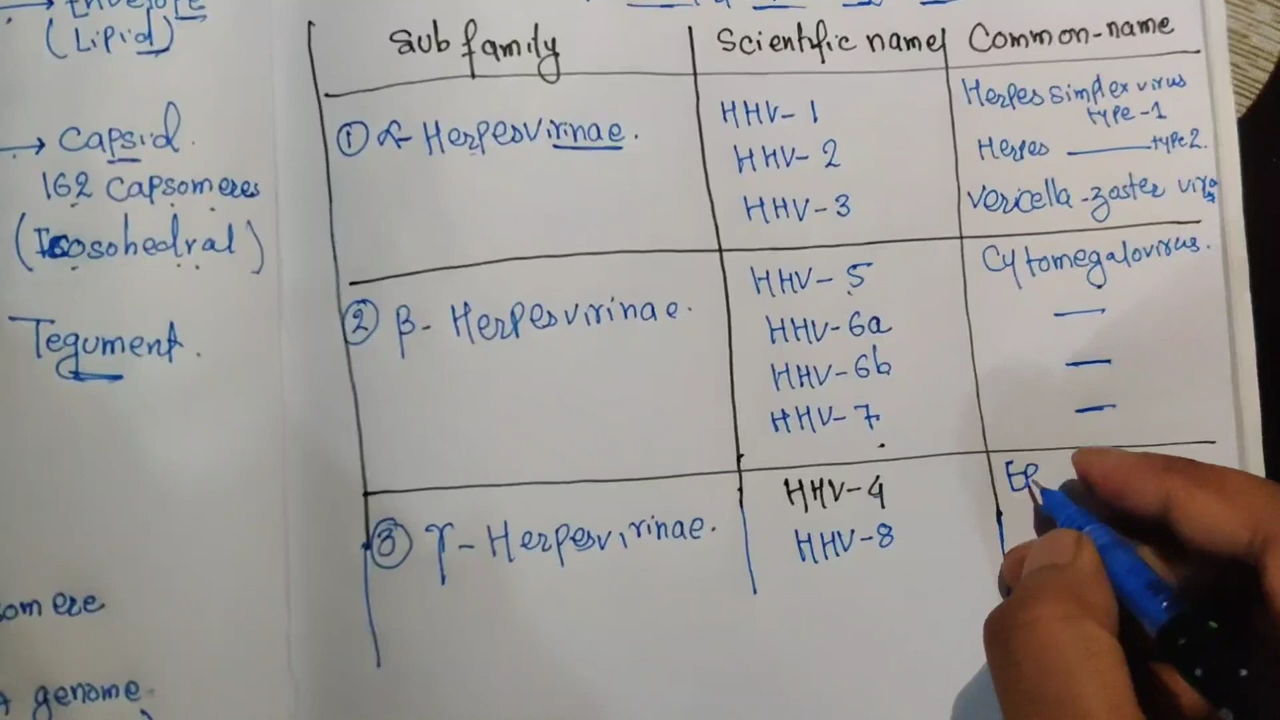 → Envelope
(Lipid)
→ Capsid.
162 Capsomeres
(Icosohedral)
Tegument.
omere
genome
Sub family Scientific name Common-name
① α-Herpesvirinae. HHV-1 Herpes simplex virus type-1
HHV-2 Herpes ——— type 2.
HHV-3 Vericella-zaster virus
② β-Herpesvirinae. HHV-5 Cytomegalovirus.
HHV-6a —
HHV-6b —
HHV-7 —
③ γ-Herpesvirinae. HHV-4 Ep
HHV-8